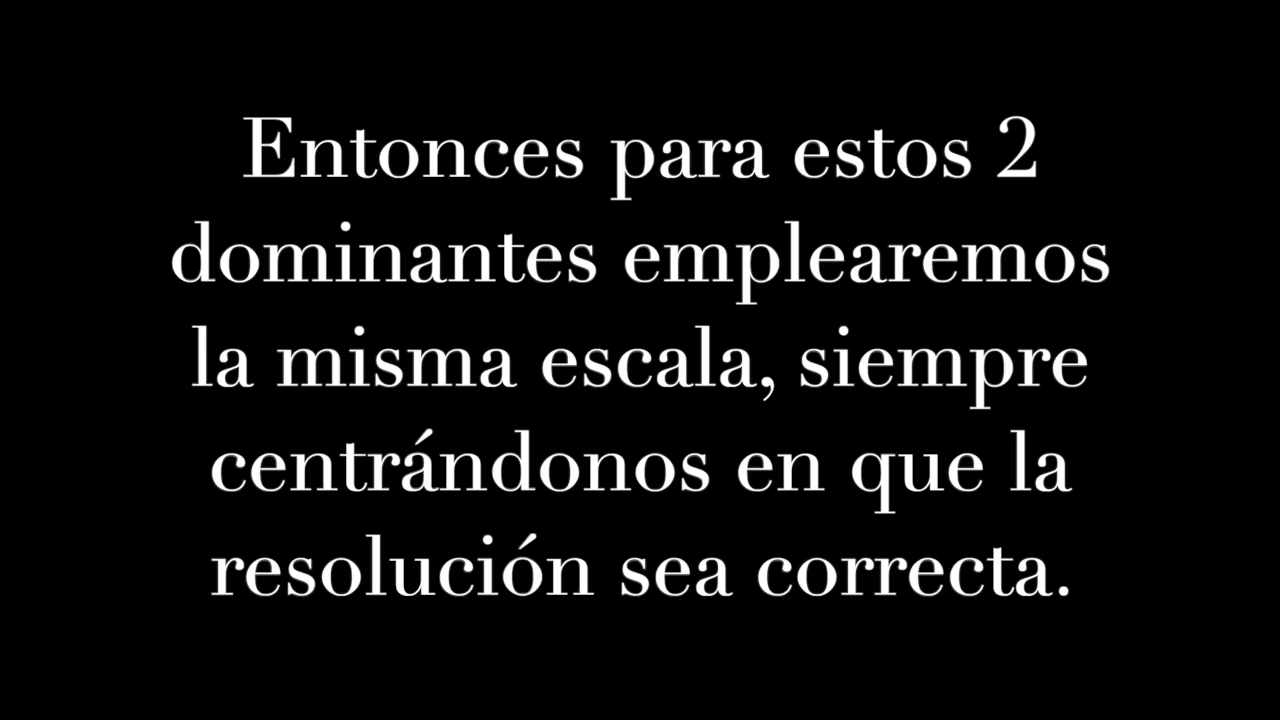 Entonces para estos 2
dominantes emplearemos
la misma escala, siempre
centrándonos en que la
resolución sea correcta.